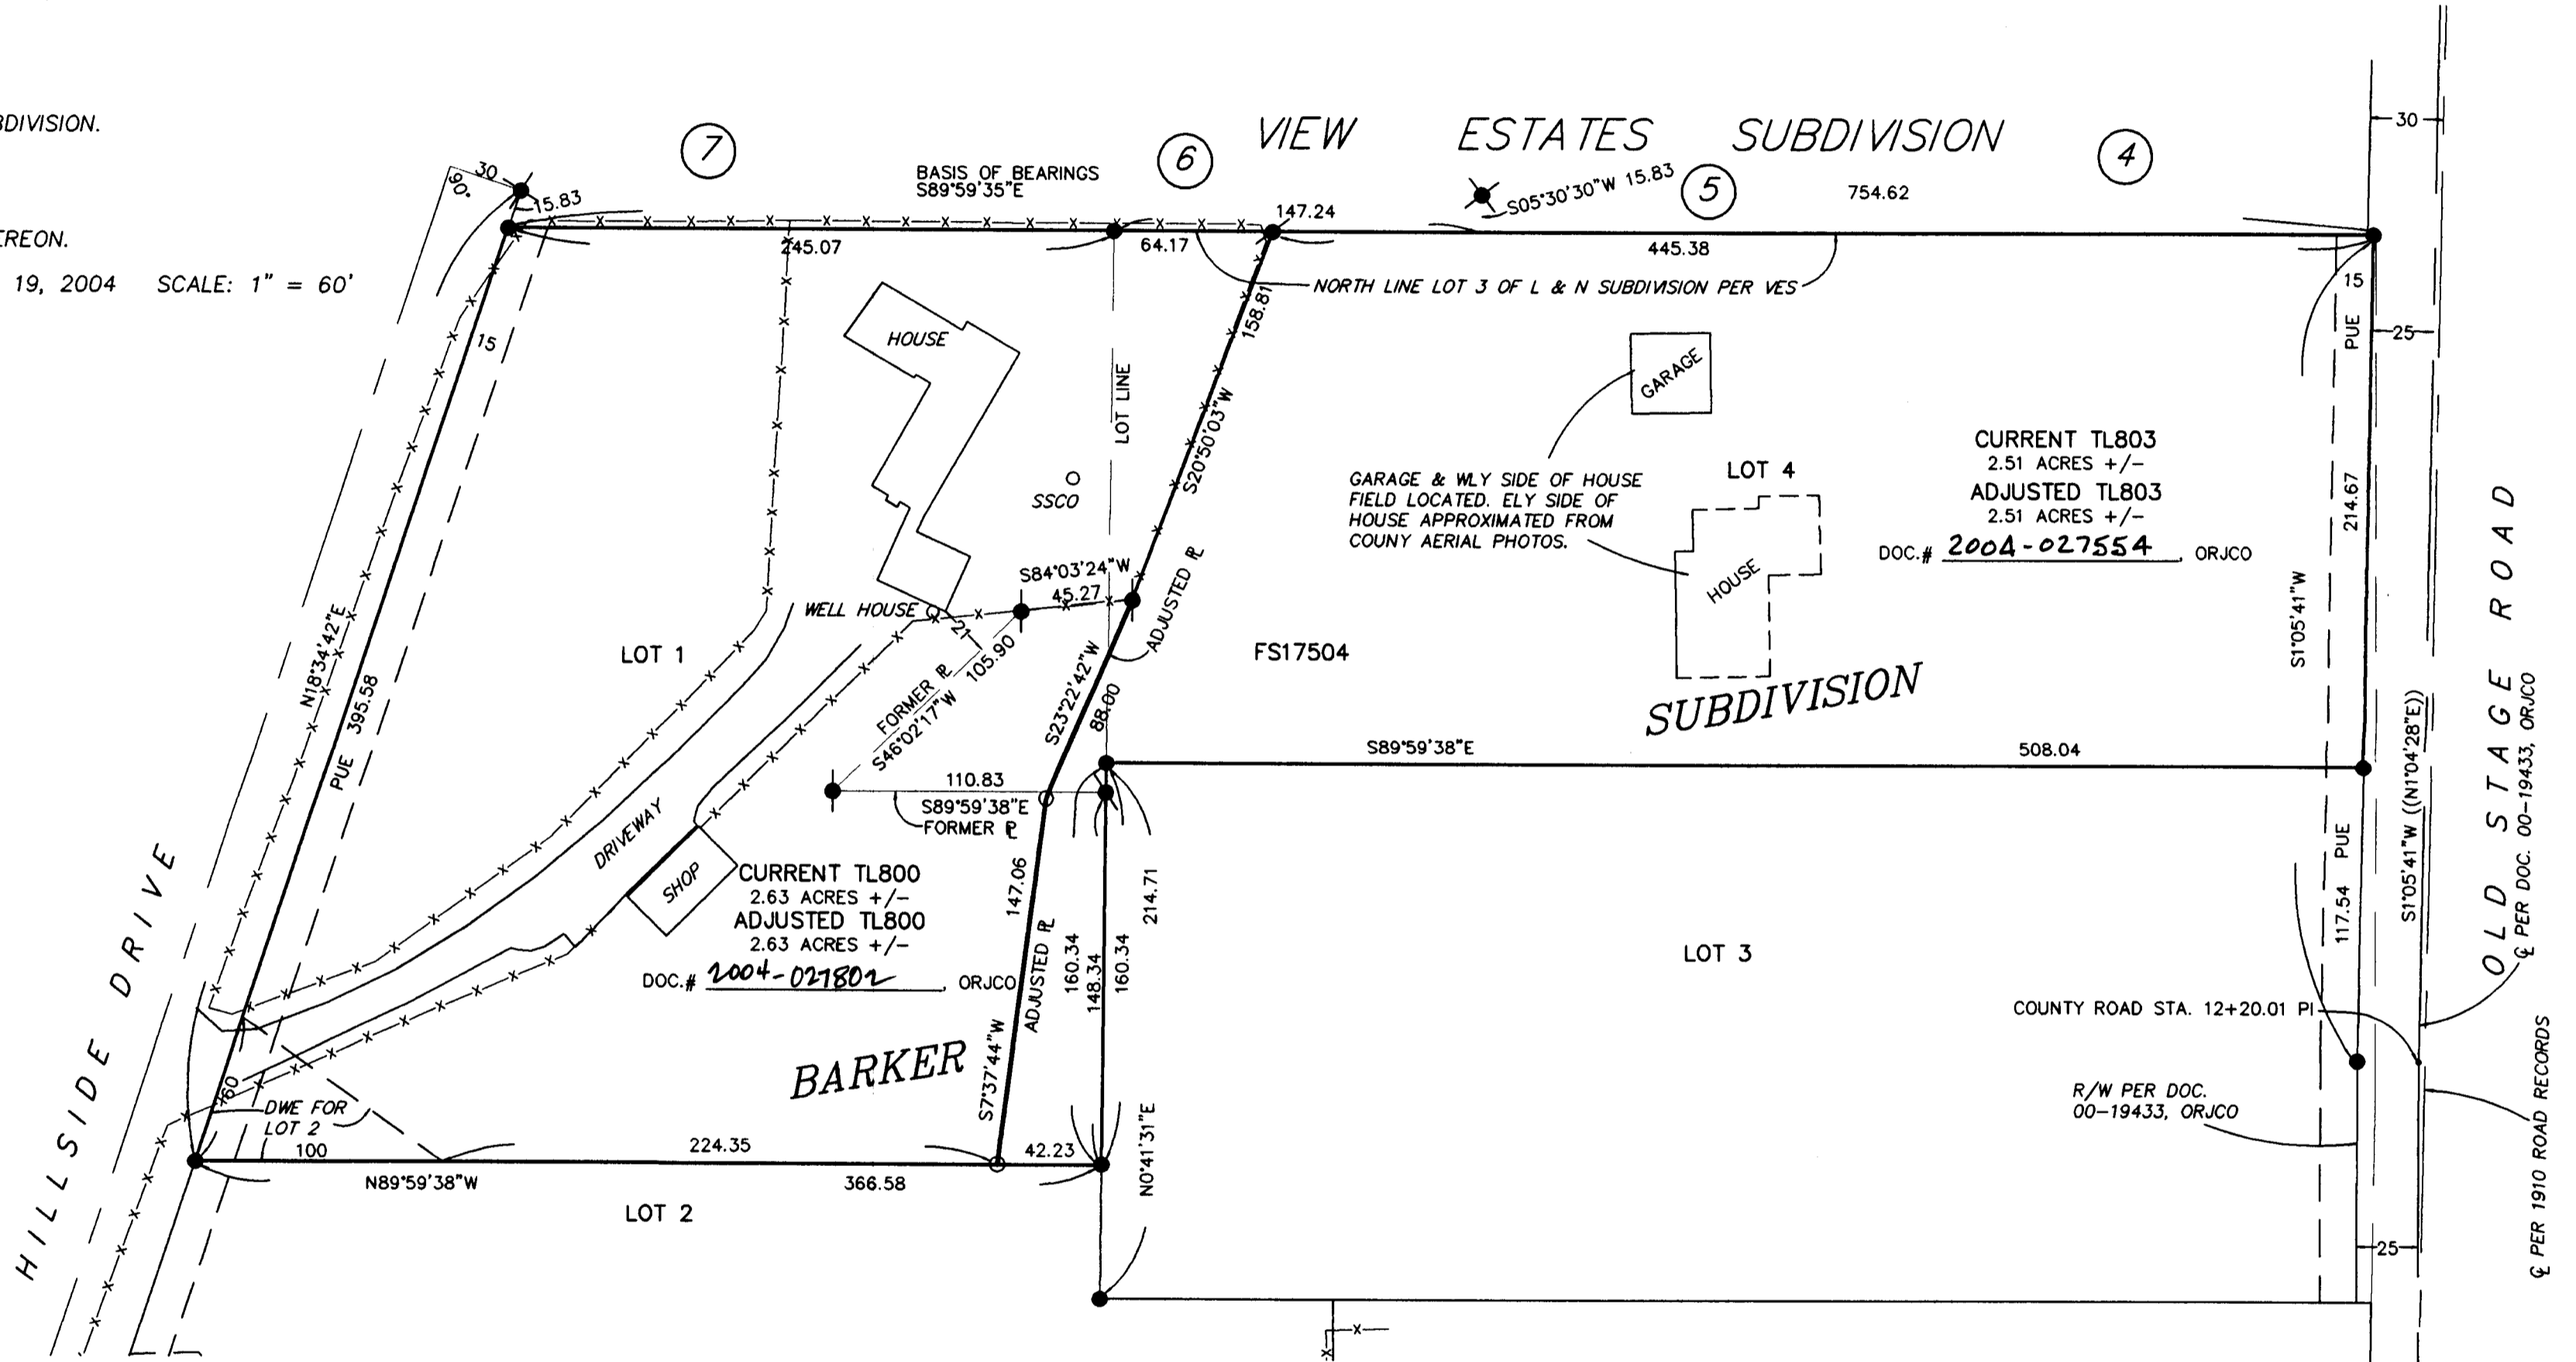 BDIVISION.
EREON.
19, 2004 SCALE: 1" = 60'
VIEW ESTATES SUBDIVISION
7
6
5
4
30
90°
15.83
BASIS OF BEARINGS
S89°59'35"E
147.24
S05°30'30"W 15.83
754.62
30
245.07
64.17
445.38
NORTH LINE LOT 3 OF L & N SUBDIVISION PER VES
15
PUE
25
15
HOUSE
LOT LINE
158.81
S20°50'03"W
GARAGE
SSCO
GARAGE & WLY SIDE OF HOUSE
FIELD LOCATED. ELY SIDE OF
HOUSE APPROXIMATED FROM
COUNY AERIAL PHOTOS.
LOT 4
HOUSE
CURRENT TL803
2.51 ACRES +/-
ADJUSTED TL803
2.51 ACRES +/-
DOC.# 2004-027554, ORJCO
214.67
S1°05'41"W
S84°03'24"W
45.27
WELL HOUSE
21
ADJUSTED PL
LOT 1
FS17504
N18°34'42"E
PUE 395.58
FORMER PL
S46°02'17"W 105.90
S23°22'42"W
88.00
SUBDIVISION
S89°59'38"E
508.04
110.83
S89°59'38"E
FORMER PL
DRIVEWAY
SHOP
CURRENT TL800
2.63 ACRES +/-
ADJUSTED TL800
2.63 ACRES +/-
DOC.# 2004-027802, ORJCO
147.06
ADJUSTED PL
S7°37'44"W
160.34
148.34
160.34
214.71
LOT 3
117.54 PUE
S1°05'41"W ((N1°04'28"E))
OLD STAGE ROAD
℄ PER DOC. 00-19433, ORJCO
COUNTY ROAD STA. 12+20.01 PI
R/W PER DOC.
00-19433, ORJCO
℄ PER 1910 ROAD RECORDS
25
HILLSIDE DRIVE
BARKER
60
DWE FOR
LOT 2
100
224.35
42.23
N89°59'38"W
366.58
N0°41'31"E
LOT 2